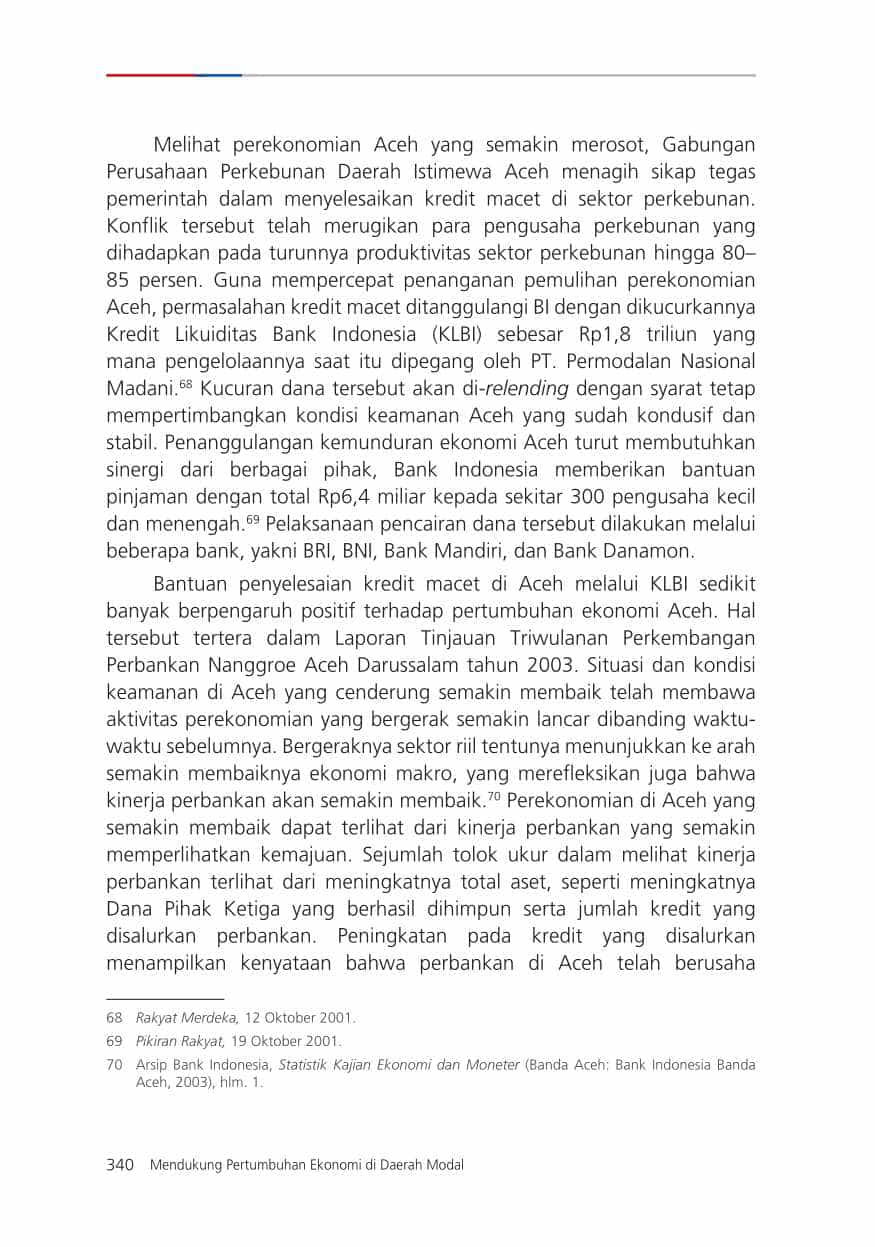 Melihat perekonomian Aceh yang semakin merosot, Gabungan
Perusahaan Perkebunan Daerah Istimewa Aceh menagih sikap tegas
pemerintah dalam menyelesaikan kredit macet di sektor perkebunan.
Konflik tersebut telah merugikan para pengusaha perkebunan yang
dihadapkan pada turunnya produktivitas sektor perkebunan hingga 80–
85 persen. Guna mempercepat penanganan pemulihan perekonomian
Aceh, permasalahan kredit macet ditanggulangi BI dengan dikucurkannya
Kredit Likuiditas Bank Indonesia (KLBI) sebesar Rp1,8 triliun yang
mana pengelolaannya saat itu dipegang oleh PT. Permodalan Nasional
Madani.68 Kucuran dana tersebut akan di-relending dengan syarat tetap
mempertimbangkan kondisi keamanan Aceh yang sudah kondusif dan
stabil. Penanggulangan kemunduran ekonomi Aceh turut membutuhkan
sinergi dari berbagai pihak, Bank Indonesia memberikan bantuan
pinjaman dengan total Rp6,4 miliar kepada sekitar 300 pengusaha kecil
dan menengah.69 Pelaksanaan pencairan dana tersebut dilakukan melalui
beberapa bank, yakni BRI, BNI, Bank Mandiri, dan Bank Danamon.
Bantuan penyelesaian kredit macet di Aceh melalui KLBI sedikit
banyak berpengaruh positif terhadap pertumbuhan ekonomi Aceh. Hal
tersebut tertera dalam Laporan Tinjauan Triwulanan Perkembangan
Perbankan Nanggroe Aceh Darussalam tahun 2003. Situasi dan kondisi
keamanan di Aceh yang cenderung semakin membaik telah membawa
aktivitas perekonomian yang bergerak semakin lancar dibanding waktu-
waktu sebelumnya. Bergeraknya sektor riil tentunya menunjukkan ke arah
semakin membaiknya ekonomi makro, yang merefleksikan juga bahwa
kinerja perbankan akan semakin membaik.70 Perekonomian di Aceh yang
semakin membaik dapat terlihat dari kinerja perbankan yang semakin
memperlihatkan kemajuan. Sejumlah tolok ukur dalam melihat kinerja
perbankan terlihat dari meningkatnya total aset, seperti meningkatnya
Dana Pihak Ketiga yang berhasil dihimpun serta jumlah kredit yang
disalurkan perbankan. Peningkatan pada kredit yang disalurkan
menampilkan kenyataan bahwa perbankan di Aceh telah berusaha
68 Rakyat Merdeka, 12 Oktober 2001.
69 Pikiran Rakyat, 19 Oktober 2001.
70 Arsip Bank Indonesia, Statistik Kajian Ekonomi dan Moneter (Banda Aceh: Bank Indonesia Banda
Aceh, 2003), hlm. 1.
340 Mendukung Pertumbuhan Ekonomi di Daerah Modal